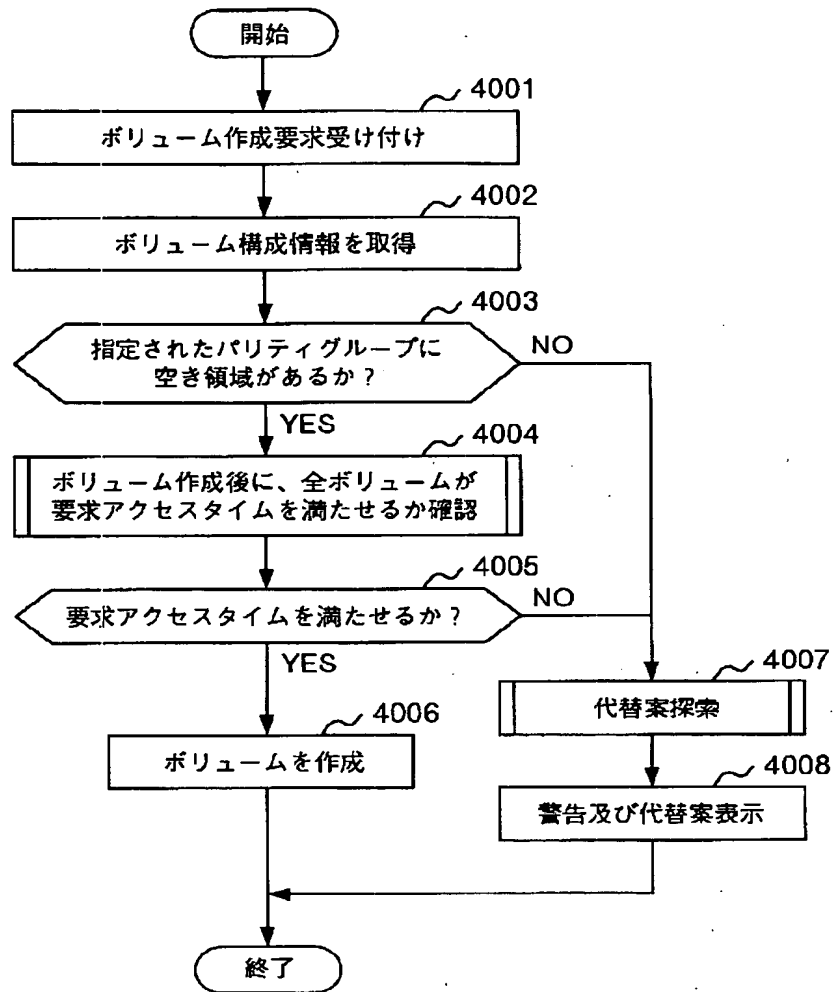 開始
4001
ボリューム作成要求受け付け
4002
ボリューム構成情報を取得
4003
指定されたパリティグループに
空き領域があるか？
NO
YES
4004
ボリューム作成後に、全ボリュームが
要求アクセスタイムを満たせるか確認
4005
要求アクセスタイムを満たせるか？
NO
YES
4007
代替案探索
4006
ボリュームを作成
4008
警告及び代替案表示
終了